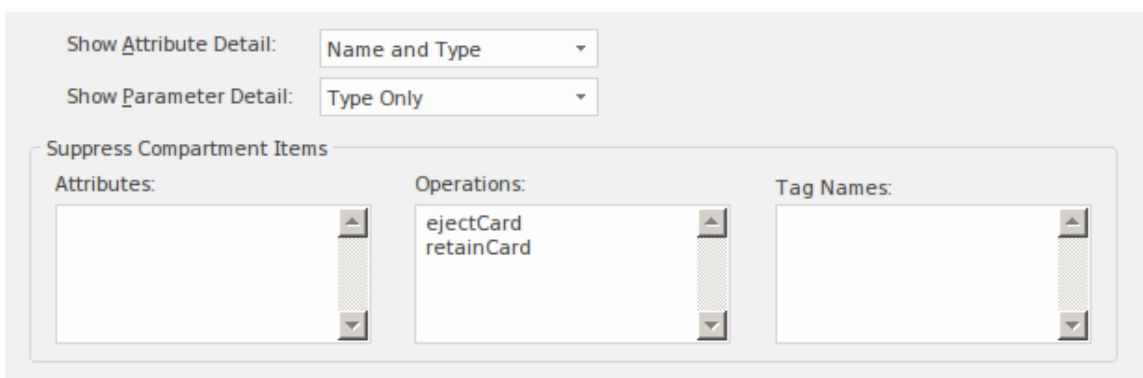 Show Attribute Detail: Name and Type
Show Parameter Detail: Type Only
Suppress Compartment Items
Attributes: Operations: Tag Names:
ejectCard
retainCard